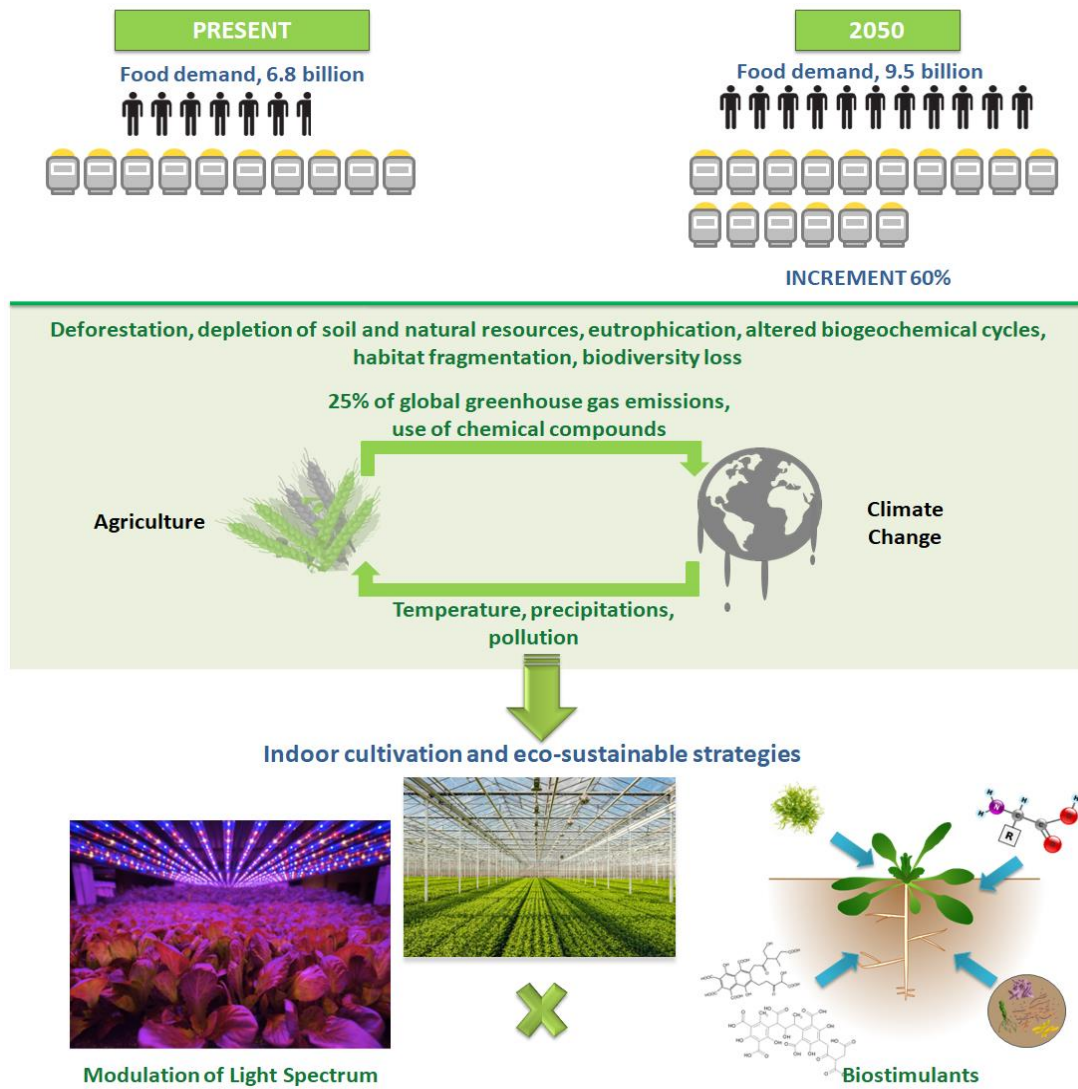 PRESENT
2050
Food demand, 6.8 billion
Food demand, 9.5 billion
INCREMENT 60%
Deforestation, depletion of soil and natural resources, eutrophication, altered biogeochemical cycles,
habitat fragmentation, biodiversity loss
25% of global greenhouse gas emissions,
use of chemical compounds
Agriculture
Climate
Change
Temperature, precipitations,
pollution
Indoor cultivation and eco-sustainable strategies
H
H
H
N
C
C
O
H
R
O
Modulation of Light Spectrum
Biostimulants